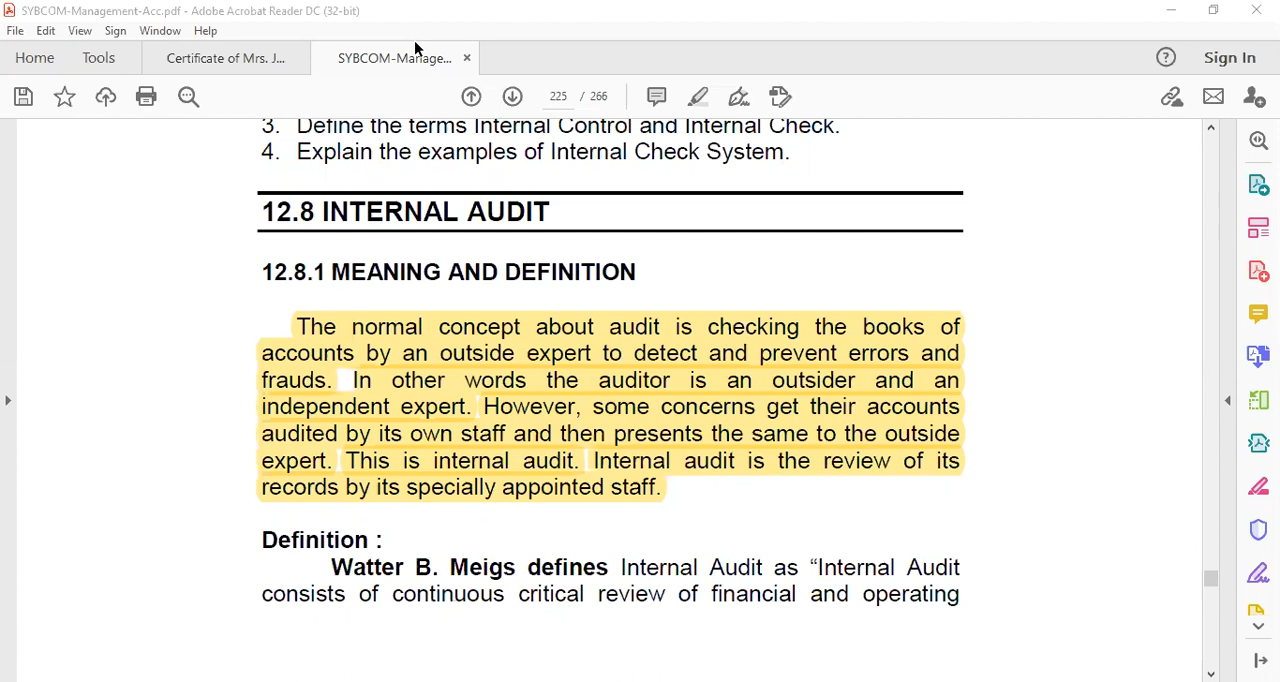 SYBCOM-Management-Acc.pdf - Adobe Acrobat Reader DC (32-bit)
File Edit View Sign Window Help
Home Tools Certificate of Mrs. J... SYBCOM-Manage... × Sign In
225 / 266
3. Define the terms Internal Control and Internal Check.
4. Explain the examples of Internal Check System.
12.8 INTERNAL AUDIT
12.8.1 MEANING AND DEFINITION
The normal concept about audit is checking the books of
accounts by an outside expert to detect and prevent errors and
frauds. In other words the auditor is an outsider and an
independent expert. However, some concerns get their accounts
audited by its own staff and then presents the same to the outside
expert. This is internal audit. Internal audit is the review of its
records by its specially appointed staff.
Definition :
Watter B. Meigs defines Internal Audit as “Internal Audit
consists of continuous critical review of financial and operating